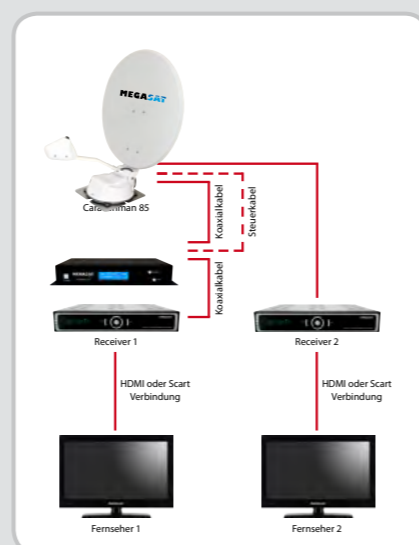 MEGASAT
Caravanman 85
Koaxialkabel
Steuerkabel
MEGASAT
Koaxialkabel
Receiver 1
Receiver 2
HDMI oder Scart
Verbindung
HDMI oder Scart
Verbindung
Fernseher 1
Fernseher 2